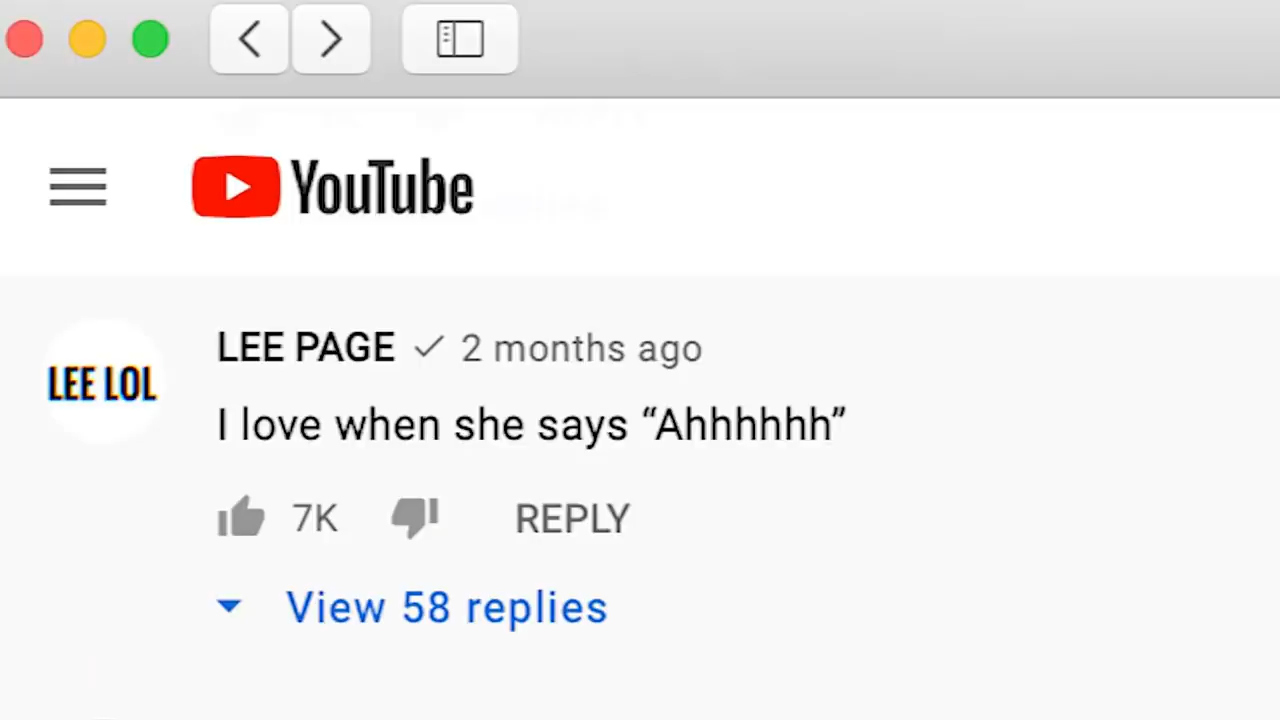 YouTube
LEE LOL
LEE PAGE 2 months ago
I love when she says “Ahhhhhh”
7K REPLY
View 58 replies